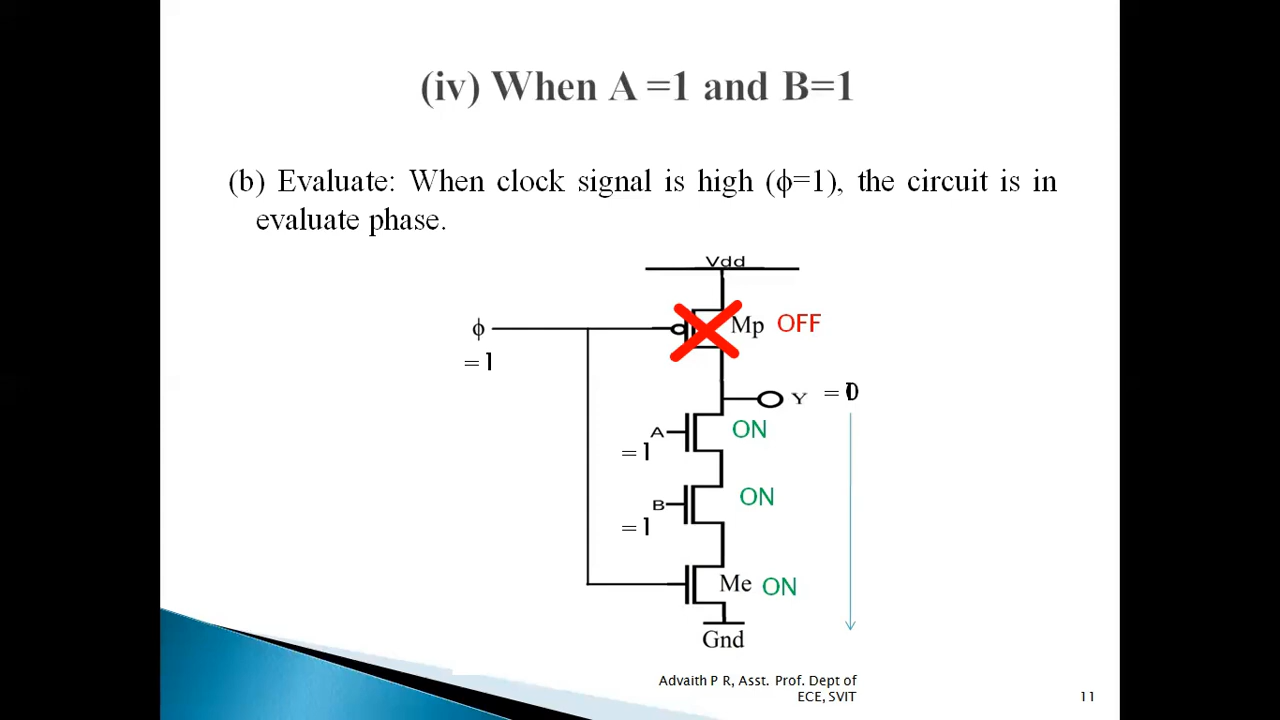 (iv) When A =1 and B=1
(b) Evaluate: When clock signal is high (ϕ=1), the circuit is in
evaluate phase.
Vdd
ϕ
Mp OFF
= 1
Y =
A
ON
= 1
B
ON
= 1
Me ON
Gnd
Advaith P R, Asst. Prof. Dept of
ECE, SVIT
11